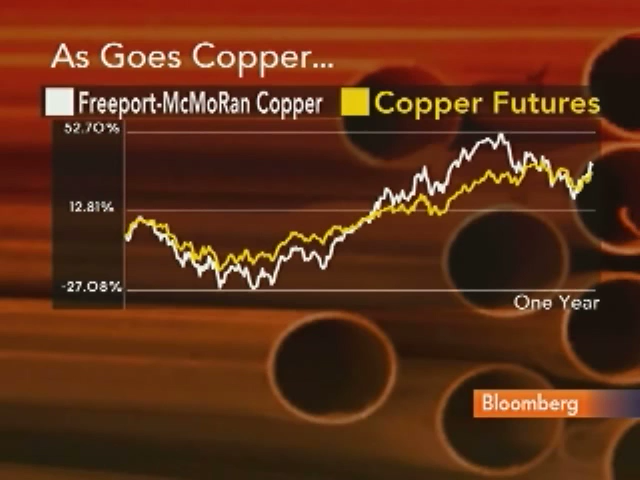 As Goes Copper...
Freeport-McMoRan Copper Copper Futures
52.70%
12.81%
-27.08%
One Year
Bloomberg